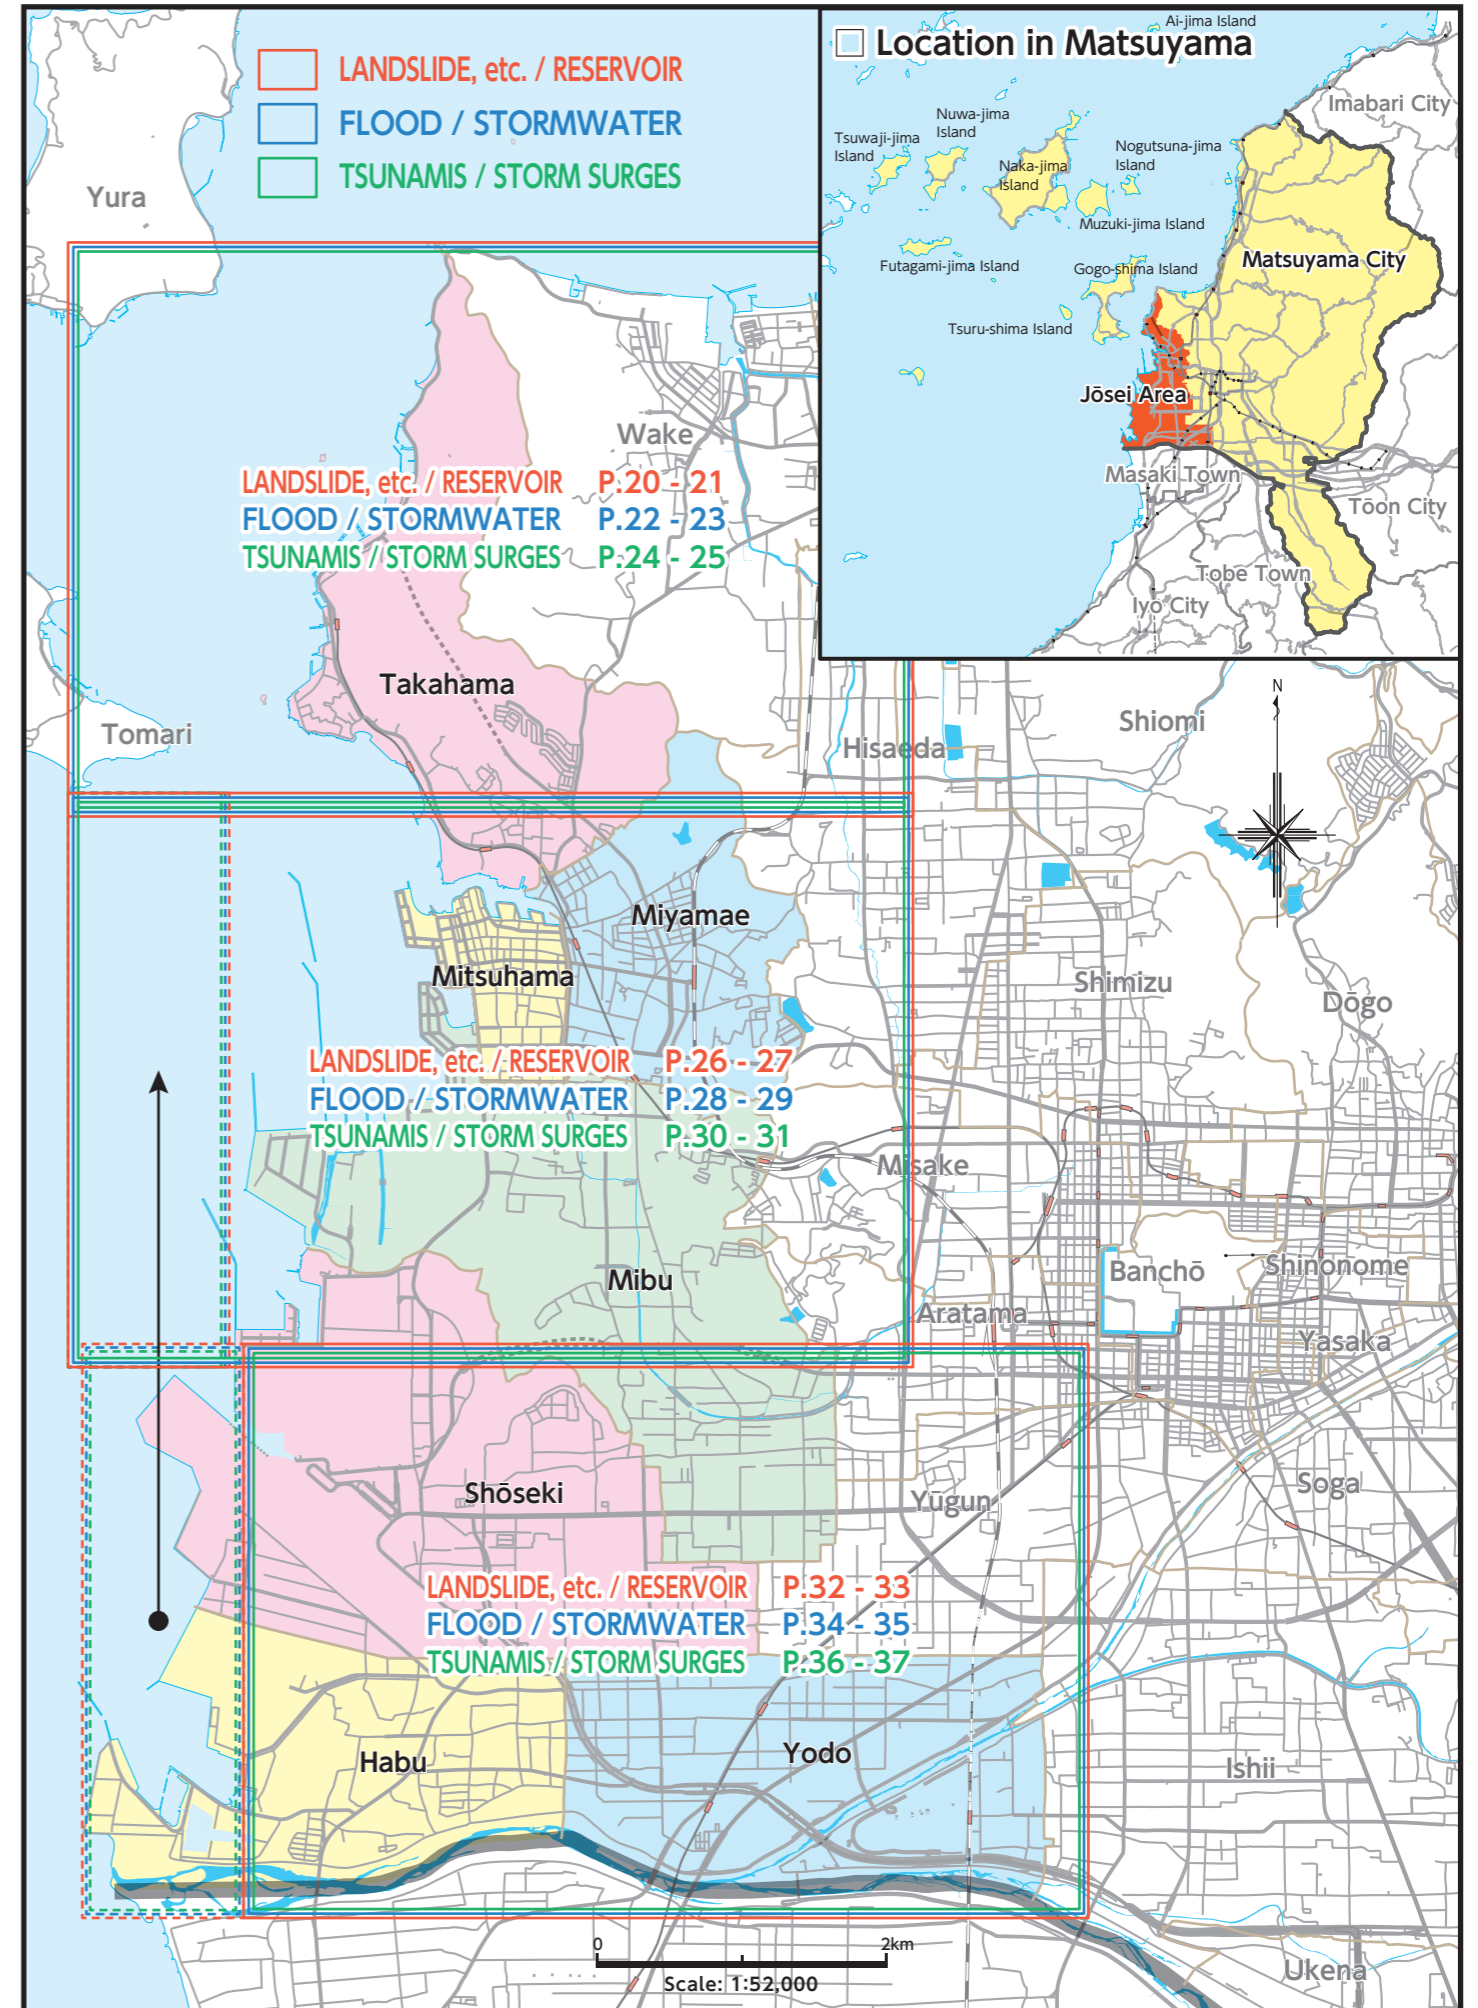 LANDSLIDE, etc. / RESERVOIR
FLOOD / STORMWATER
TSUNAMIS / STORM SURGES
Location in Matsuyama
Ai-jima Island
Imabari City
Nuwa-jima
Island
Tsuwaji-jima
Island
Nogutsuna-jima
Island
Naka-jima
Island
Muzuki-jima Island
Matsuyama City
Futagami-jima Island
Gogo-shima Island
Tsuru-shima Island
Jōsei Area
Masaki Town
Tōon City
Tobe Town
Iyo City
Yura
Wake
LANDSLIDE, etc. / RESERVOIR P.20 - 21
FLOOD / STORMWATER P.22 - 23
TSUNAMIS / STORM SURGES P.24 - 25
Takahama
N
Shiomi
Tomari
Hisaeda
Miyamae
Mitsuhama
Shimizu
Dōgo
LANDSLIDE, etc. / RESERVOIR P.26 - 27
FLOOD / STORMWATER P.28 - 29
TSUNAMIS / STORM SURGES P.30 - 31
Misake
Mibu
Banchō
Shinonome
Aratama
Yasaka
Shōseki
Yūgun
Soga
LANDSLIDE, etc. / RESERVOIR P.32 - 33
FLOOD / STORMWATER P.34 - 35
TSUNAMIS / STORM SURGES P.36 - 37
Habu
Yodo
Ishii
0 2km
Scale: 1:52,000
Ukena